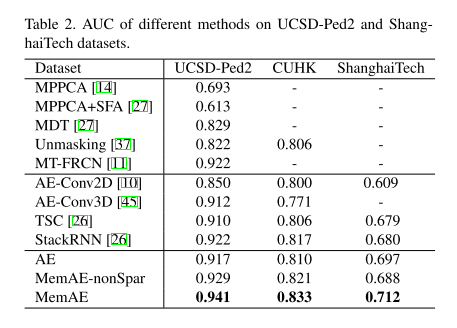 Table 2. AUC of different methods on UCSD-Ped2 and Shang-
haiTech datasets.
Dataset UCSD-Ped2 CUHK ShanghaiTech
MPPCA [14] 0.693 - -
MPPCA+SFA [27] 0.613 - -
MDT [27] 0.829 - -
Unmasking [37] 0.822 0.806 -
MT-FRCN [11] 0.922 - -
AE-Conv2D [10] 0.850 0.800 0.609
AE-Conv3D [45] 0.912 0.771 -
TSC [26] 0.910 0.806 0.679
StackRNN [26] 0.922 0.817 0.680
AE 0.917 0.810 0.697
MemAE-nonSpar 0.929 0.821 0.688
MemAE 0.941 0.833 0.712